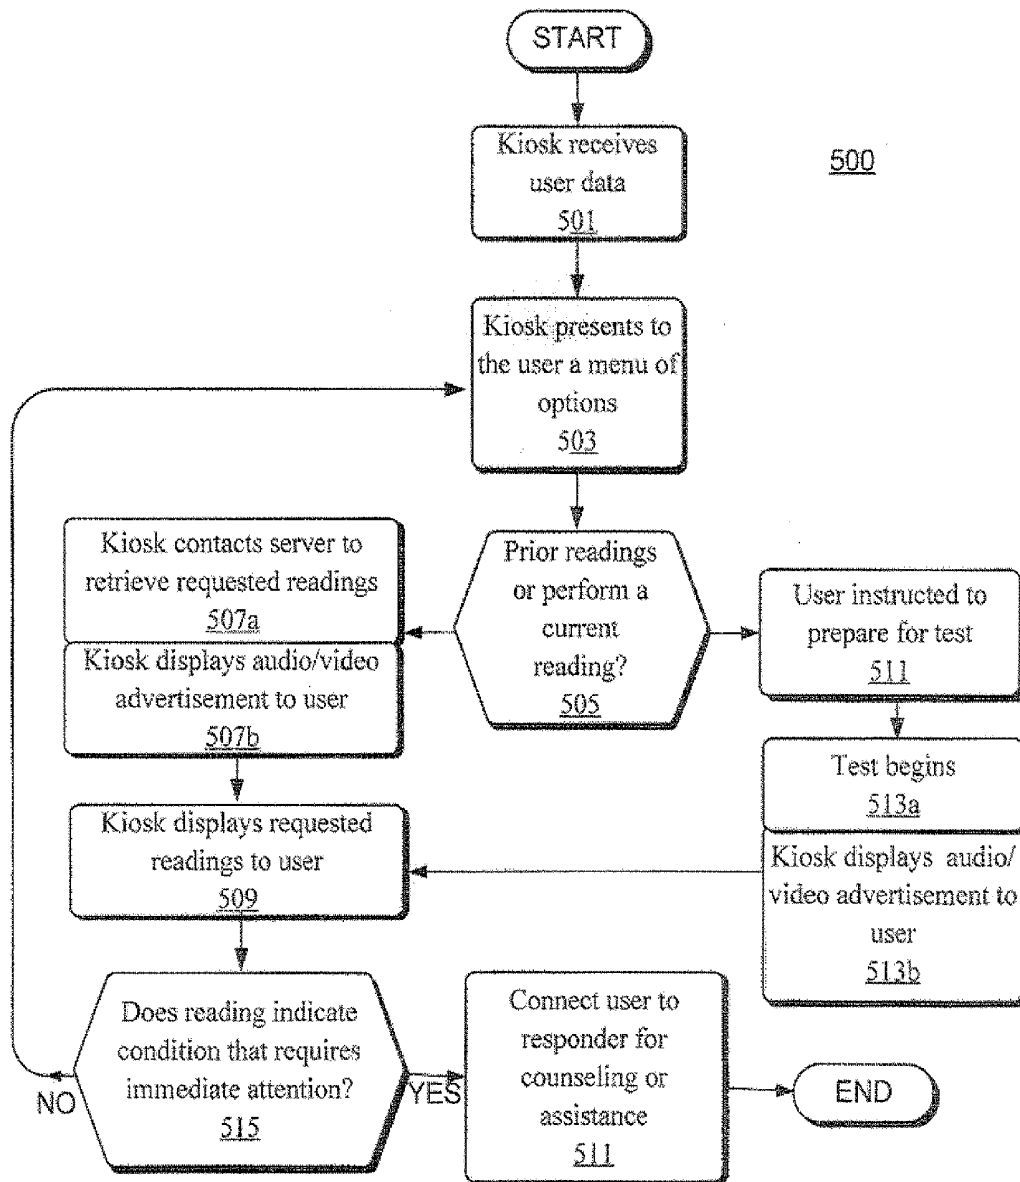 START
Kiosk receives
user data
501
500
Kiosk presents to
the user a menu of
options
503
Prior readings
or perform a
current
reading?
505
Kiosk contacts server to
retrieve requested readings
507a
Kiosk displays audio/video
advertisement to user
507b
User instructed to
prepare for test
511
Test begins
513a
Kiosk displays audio/
video advertisement to
user
513b
Kiosk displays requested
readings to user
509
Does reading indicate
condition that requires
immediate attention?
515
NO
YES
Connect user to
responder for
counseling or
assistance
511
END